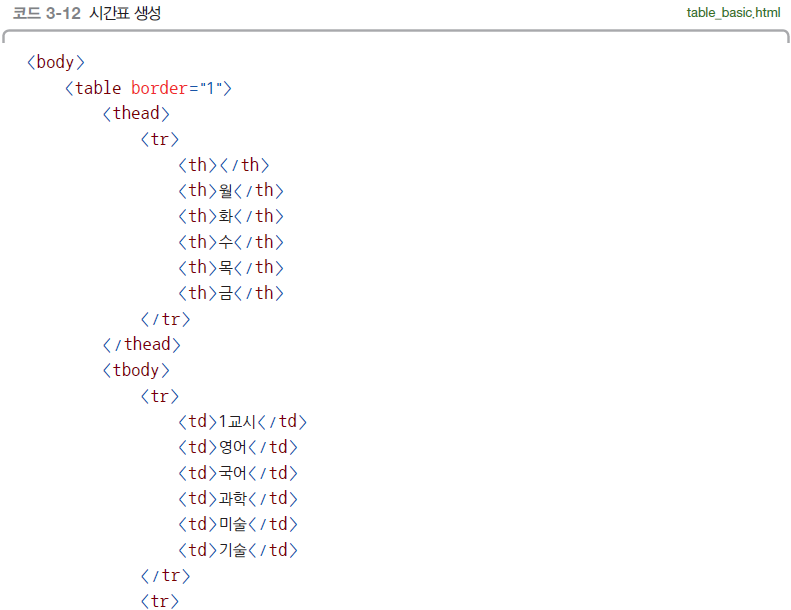 코드 3-12 시간표 생성 table_basic.html
<body>
<table border="1">
<thead>
<tr>
<th></th>
<th>월</th>
<th>화</th>
<th>수</th>
<th>목</th>
<th>금</th>
</tr>
</thead>
<tbody>
<tr>
<td>1교시</td>
<td>영어</td>
<td>국어</td>
<td>과학</td>
<td>미술</td>
<td>기술</td>
</tr>
<tr>